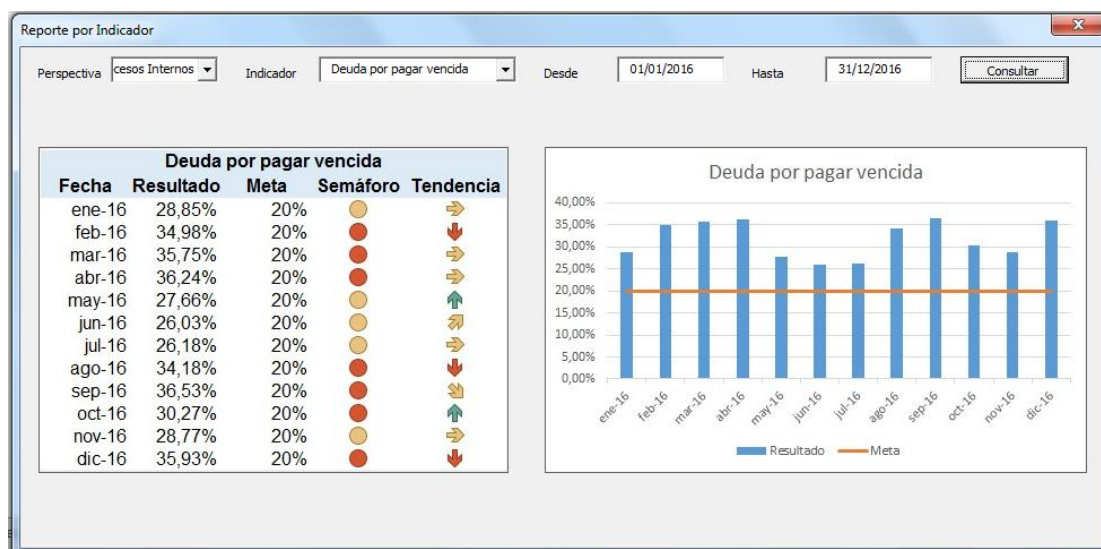 Reporte por Indicador
X
Perspectiva cesos Internos Indicador Deuda por pagar vencida Desde 01/01/2016 Hasta 31/12/2016 Consultar
Deuda por pagar vencida
Fecha Resultado Meta Semáforo Tendencia
ene-16 28,85% 20%
feb-16 34,98% 20%
mar-16 35,75% 20%
abr-16 36,24% 20%
may-16 27,66% 20%
jun-16 26,03% 20%
jul-16 26,18% 20%
ago-16 34,18% 20%
sep-16 36,53% 20%
oct-16 30,27% 20%
nov-16 28,77% 20%
dic-16 35,93% 20%
Deuda por pagar vencida
40,00%
35,00%
30,00%
25,00%
20,00%
15,00%
10,00%
5,00%
0,00%
ene-16 feb-16 mar-16 abr-16 may-16 jun-16 jul-16 ago-16 sep-16 oct-16 nov-16 dic-16
Resultado Meta